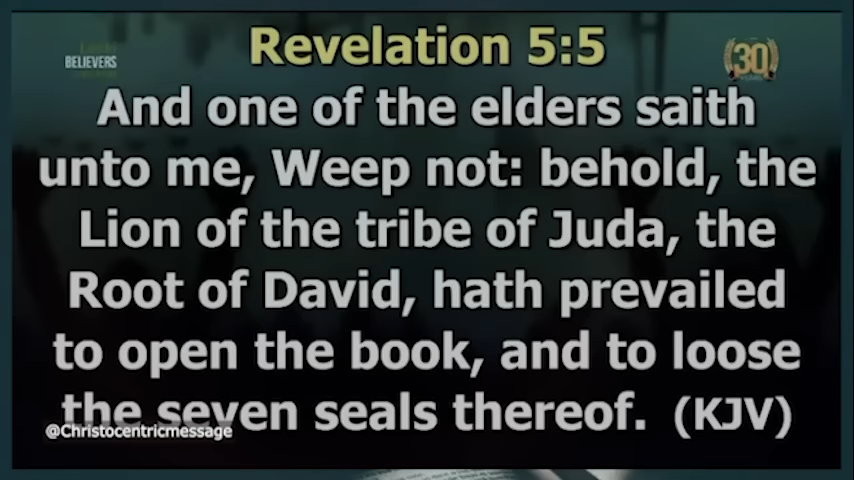 Revelation 5:5
BELIEVERS
30
And one of the elders saith
unto me, Weep not: behold, the
Lion of the tribe of Juda, the
Root of David, hath prevailed
to open the book, and to loose
the seven seals thereof. (KJV)
@Christocentricmessage